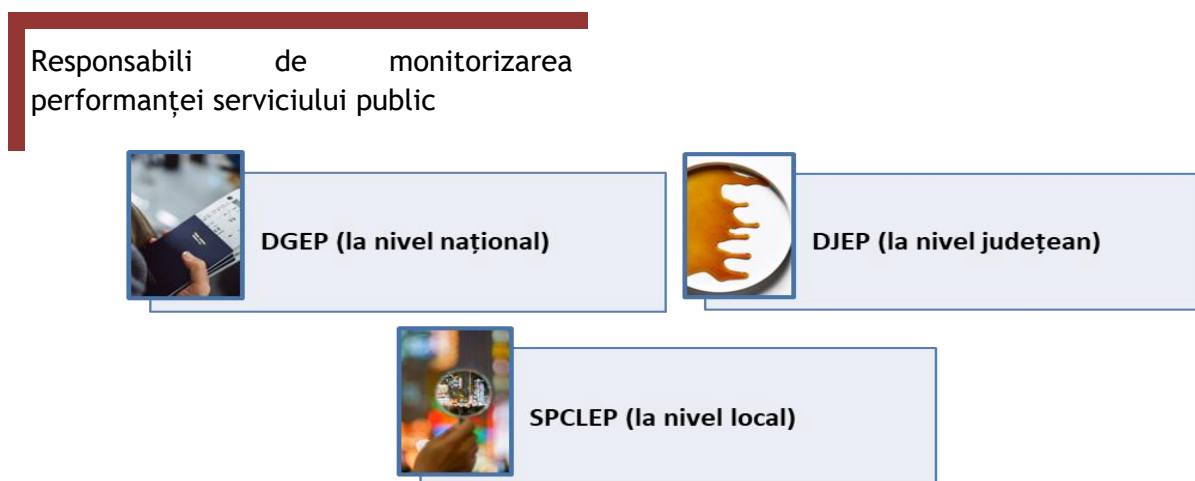 Responsabili de monitorizarea
performanței serviciului public
DGEP (la nivel național)
DJEP (la nivel județean)
SPCLEP (la nivel local)